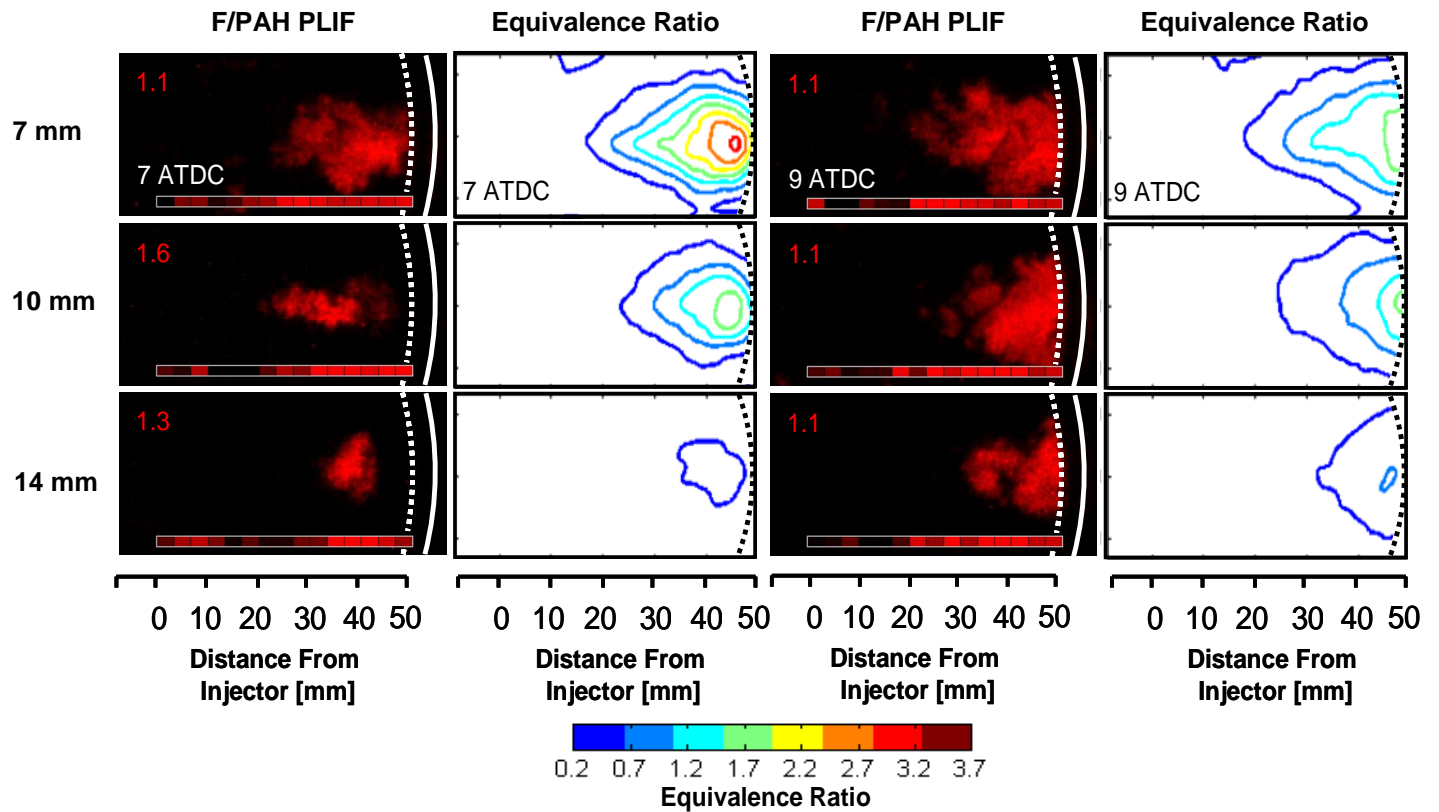 F/PAH PLIF Equivalence Ratio F/PAH PLIF Equivalence Ratio
7 mm
1.1
7 ATDC
7 ATDC
1.1
9 ATDC
9 ATDC
10 mm
1.6
1.1
14 mm
1.3
1.1
0 10 20 30 40 50 0 10 20 30 40 50 0 10 20 30 40 50 0 10 20 30 40 50
Distance From Distance From Distance From Distance From
Injector [mm] Injector [mm] Injector [mm] Injector [mm]
0.2 0.7 1.2 1.7 2.2 2.7 3.2 3.7
Equivalence Ratio